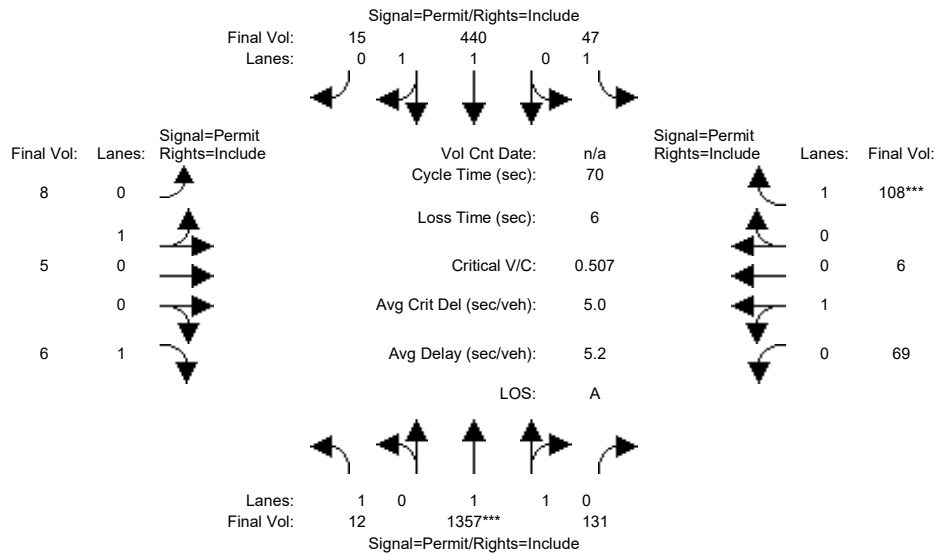 Signal=Permit/Rights=Include
Final Vol: 15 440 47
Lanes: 0 1 1 0 1
Signal=Permit
Final Vol: Lanes: Rights=Include
Vol Cnt Date: n/a
Signal=Permit
Rights=Include Lanes: Final Vol:
Cycle Time (sec): 70
8 0
1 108***
Loss Time (sec): 6
1
0
5 0
Critical V/C: 0.507
0 6
0
Avg Crit Del (sec/veh): 5.0
1
6 1
Avg Delay (sec/veh): 5.2
0 69
LOS: A
Lanes: 1 0 1 1 0
Final Vol: 12 1357*** 131
Signal=Permit/Rights=Include